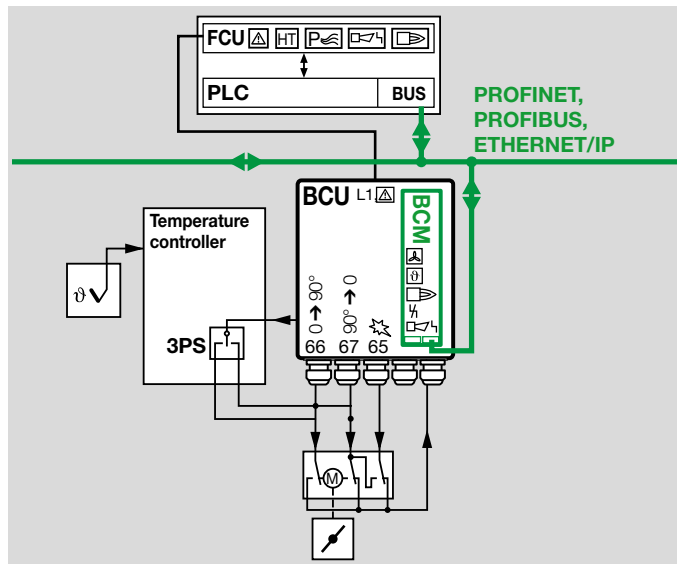 FCU HT P
PLC BUS
PROFINET,
PROFIBUS,
ETHERNET/IP
BCU L1
BCM
Temperature
controller
ϑ
ϑ
0 → 90°
90° → 0
3PS
66 67 65
M